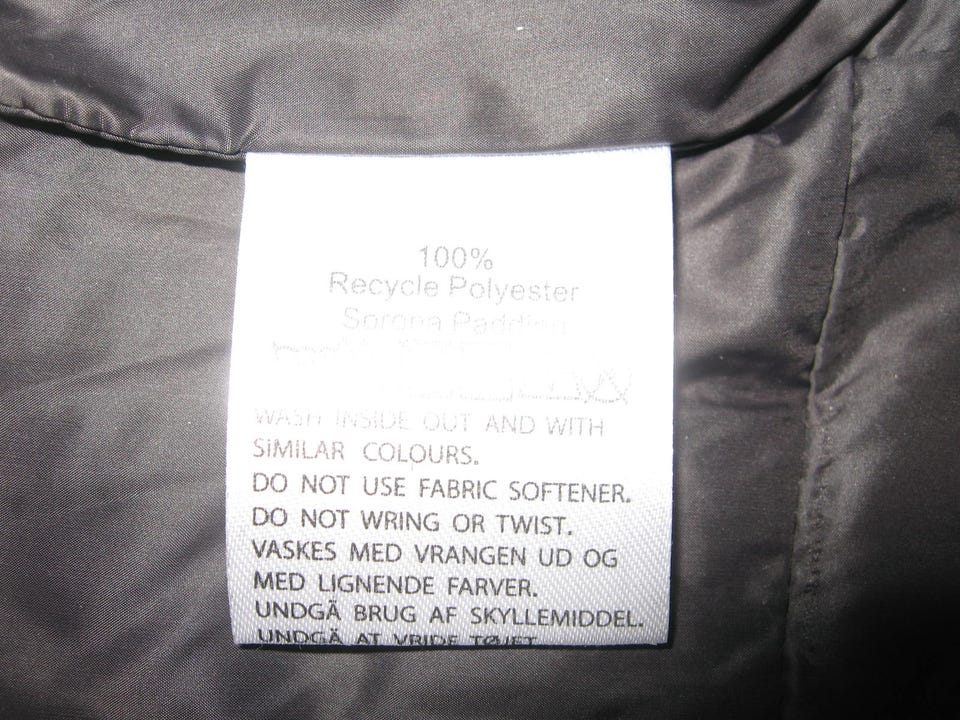 100%
Recycle Polyester
Sorona Padding
WASH INSIDE OUT AND WITH
SIMILAR COLOURS.
DO NOT USE FABRIC SOFTENER.
DO NOT WRING OR TWIST.
VASKES MED VRANGEN UD OG
MED LIGNENDE FARVER.
UNDGÅ BRUG AF SKYLLEMIDDEL.
UNDGÅ AT VRIDE TØJET